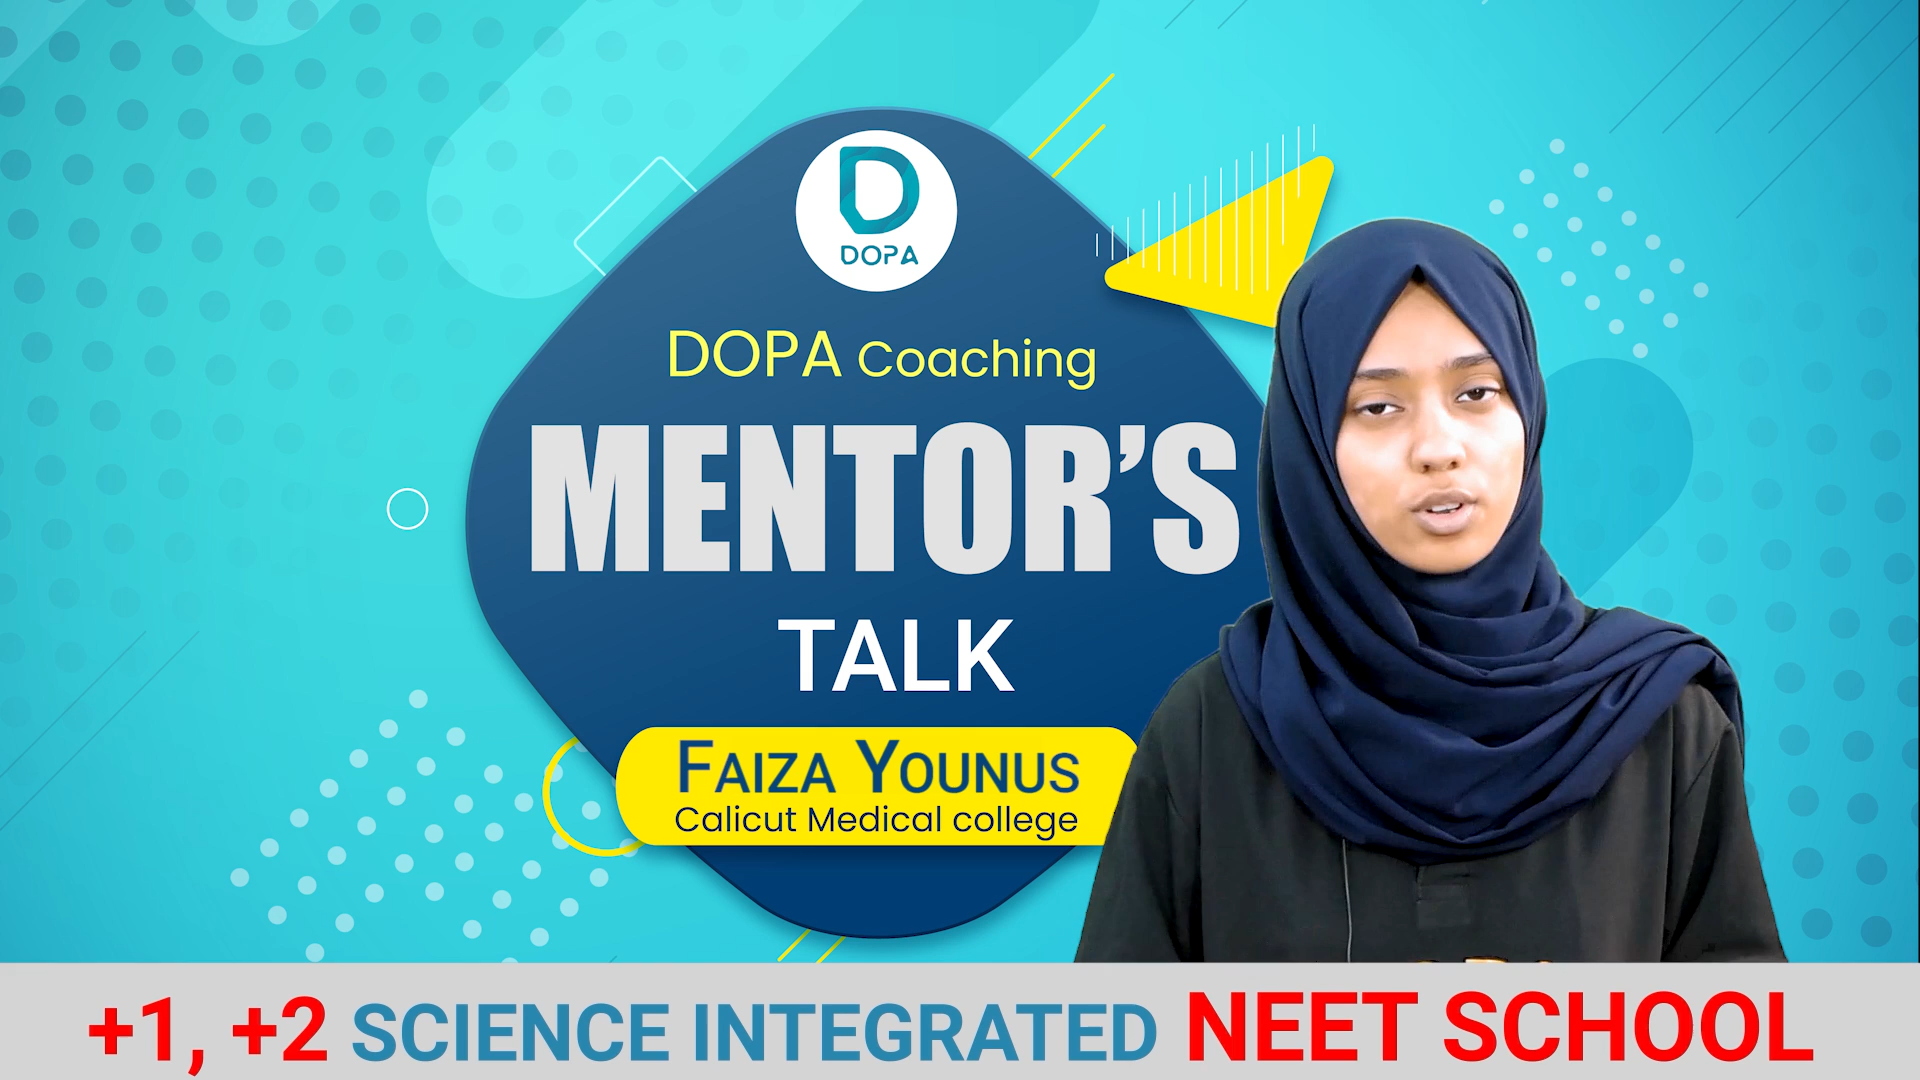 DOPA
DOPA Coaching
MENTOR'S
TALK
FAIZA YOUNUS
Calicut Medical college
+1, +2 SCIENCE INTEGRATED NEET SCHOOL